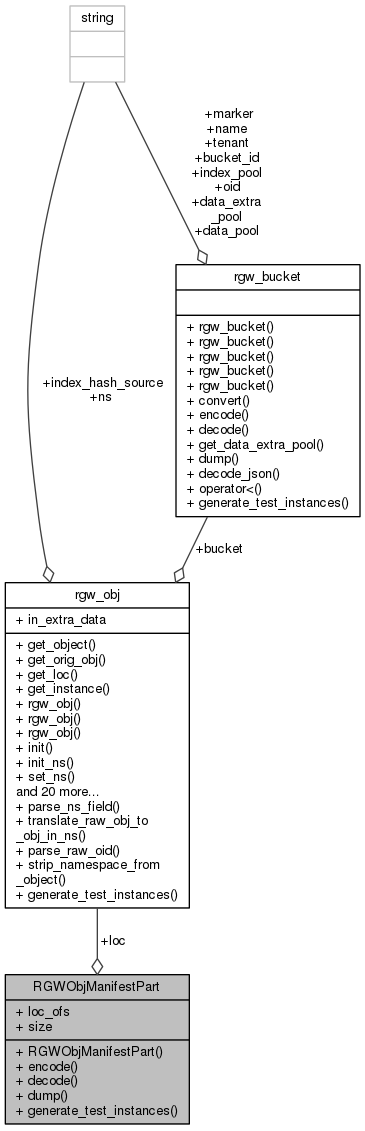 string
+marker
+name
+tenant
+bucket_id
+index_pool
+oid
+data_extra
_pool
+data_pool
rgw_bucket
+ rgw_bucket()
+ rgw_bucket()
+ rgw_bucket()
+ rgw_bucket()
+ rgw_bucket()
+ convert()
+ encode()
+ decode()
+ get_data_extra_pool()
+ dump()
+ decode_json()
+ operator<()
+ generate_test_instances()
+index_hash_source
+ns
+bucket
rgw_obj
+ in_extra_data
+ get_object()
+ get_orig_obj()
+ get_loc()
+ get_instance()
+ rgw_obj()
+ rgw_obj()
+ rgw_obj()
+ init()
+ init_ns()
+ set_ns()
and 20 more...
+ parse_ns_field()
+ translate_raw_obj_to
_obj_in_ns()
+ parse_raw_oid()
+ strip_namespace_from
_object()
+ generate_test_instances()
+loc
RGWObjManifestPart
+ loc_ofs
+ size
+ RGWObjManifestPart()
+ encode()
+ decode()
+ dump()
+ generate_test_instances()